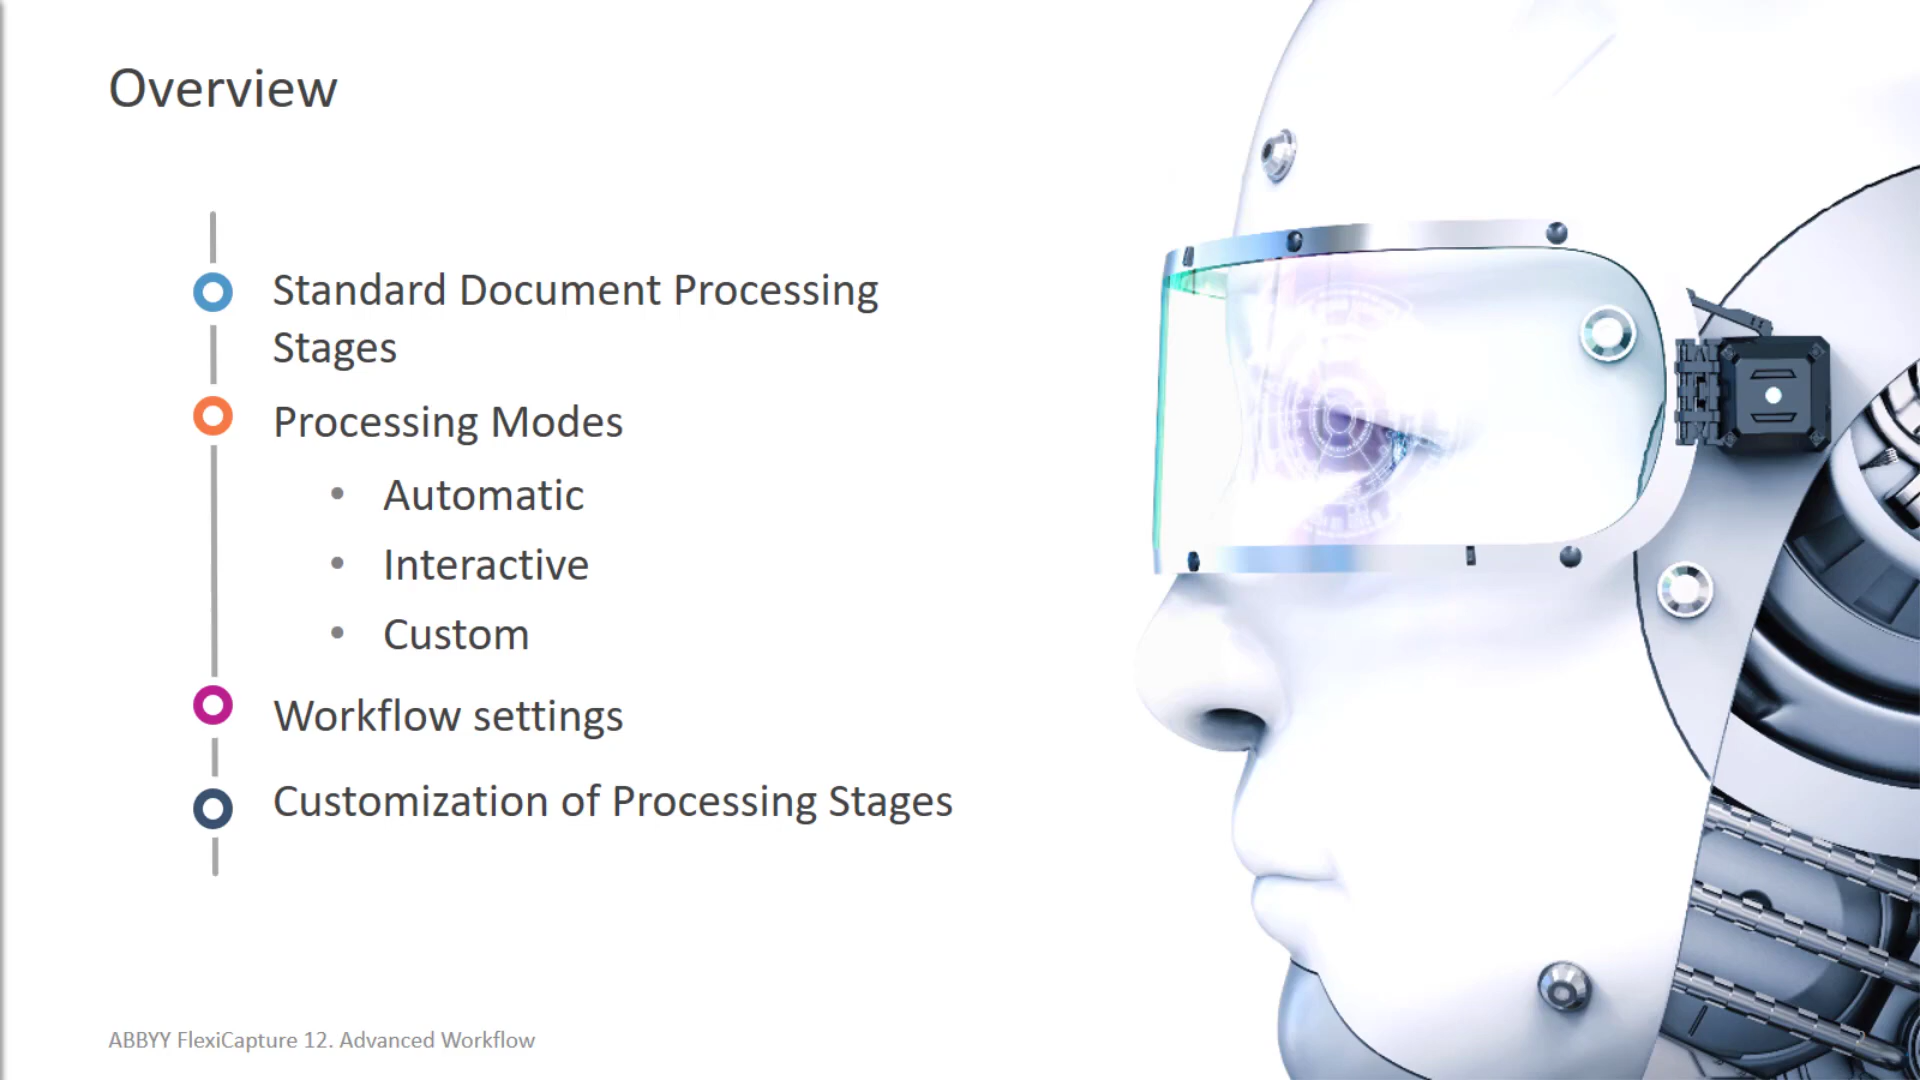 Overview
Standard Document Processing
Stages
Processing Modes
• Automatic
• Interactive
• Custom
Workflow settings
Customization of Processing Stages
ABBYY FlexiCapture 12. Advanced Workflow